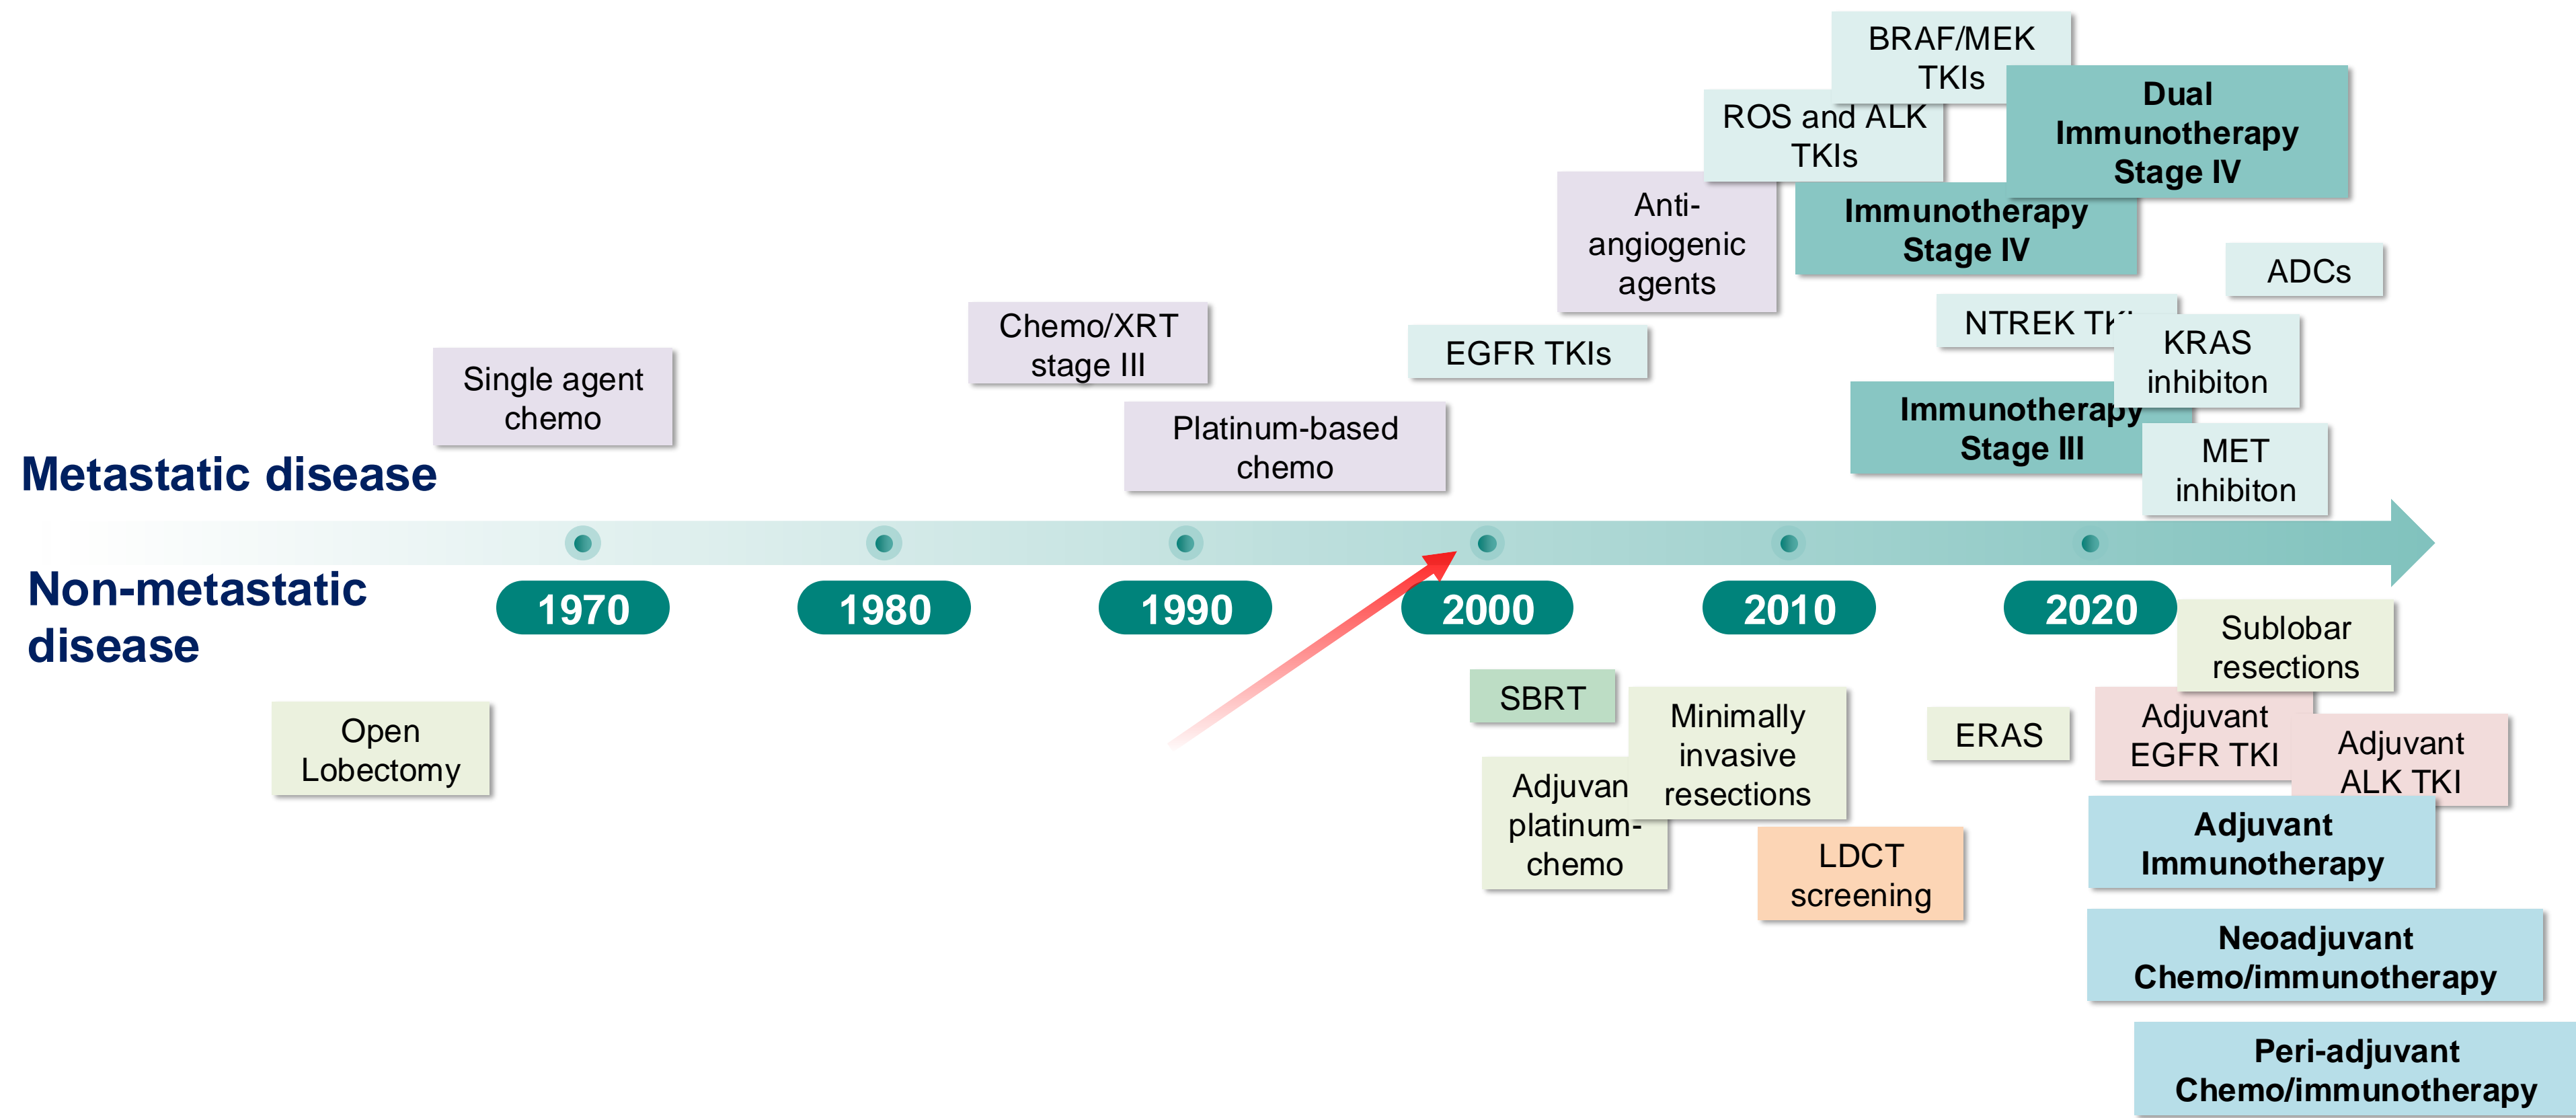 BRAF/MEK
TKIs
Dual
Immunotherapy
Stage IV
ROS and ALK
TKIs
Immunotherapy
Stage IV
Anti-
angiogenic
agents
ADCs
Chemo/XRT
stage III
EGFR TKIs
NTREK TKI
KRAS
inhibiton
Single agent
chemo
Platinum-based
chemo
Immunotherapy
Stage III
MET
inhibiton
Metastatic disease
Non-metastatic
disease
1970
1980
1990
2000
2010
2020
Sublobar
resections
Open
Lobectomy
SBRT
Minimally
invasive
resections
Adjuvan
platinum-
chemo
ERAS
Adjuvant
EGFR TKI
Adjuvant
ALK TKI
LDCT
screening
Adjuvant
Immunotherapy
Neoadjuvant
Chemo/immunotherapy
Peri-adjuvant
Chemo/immunotherapy